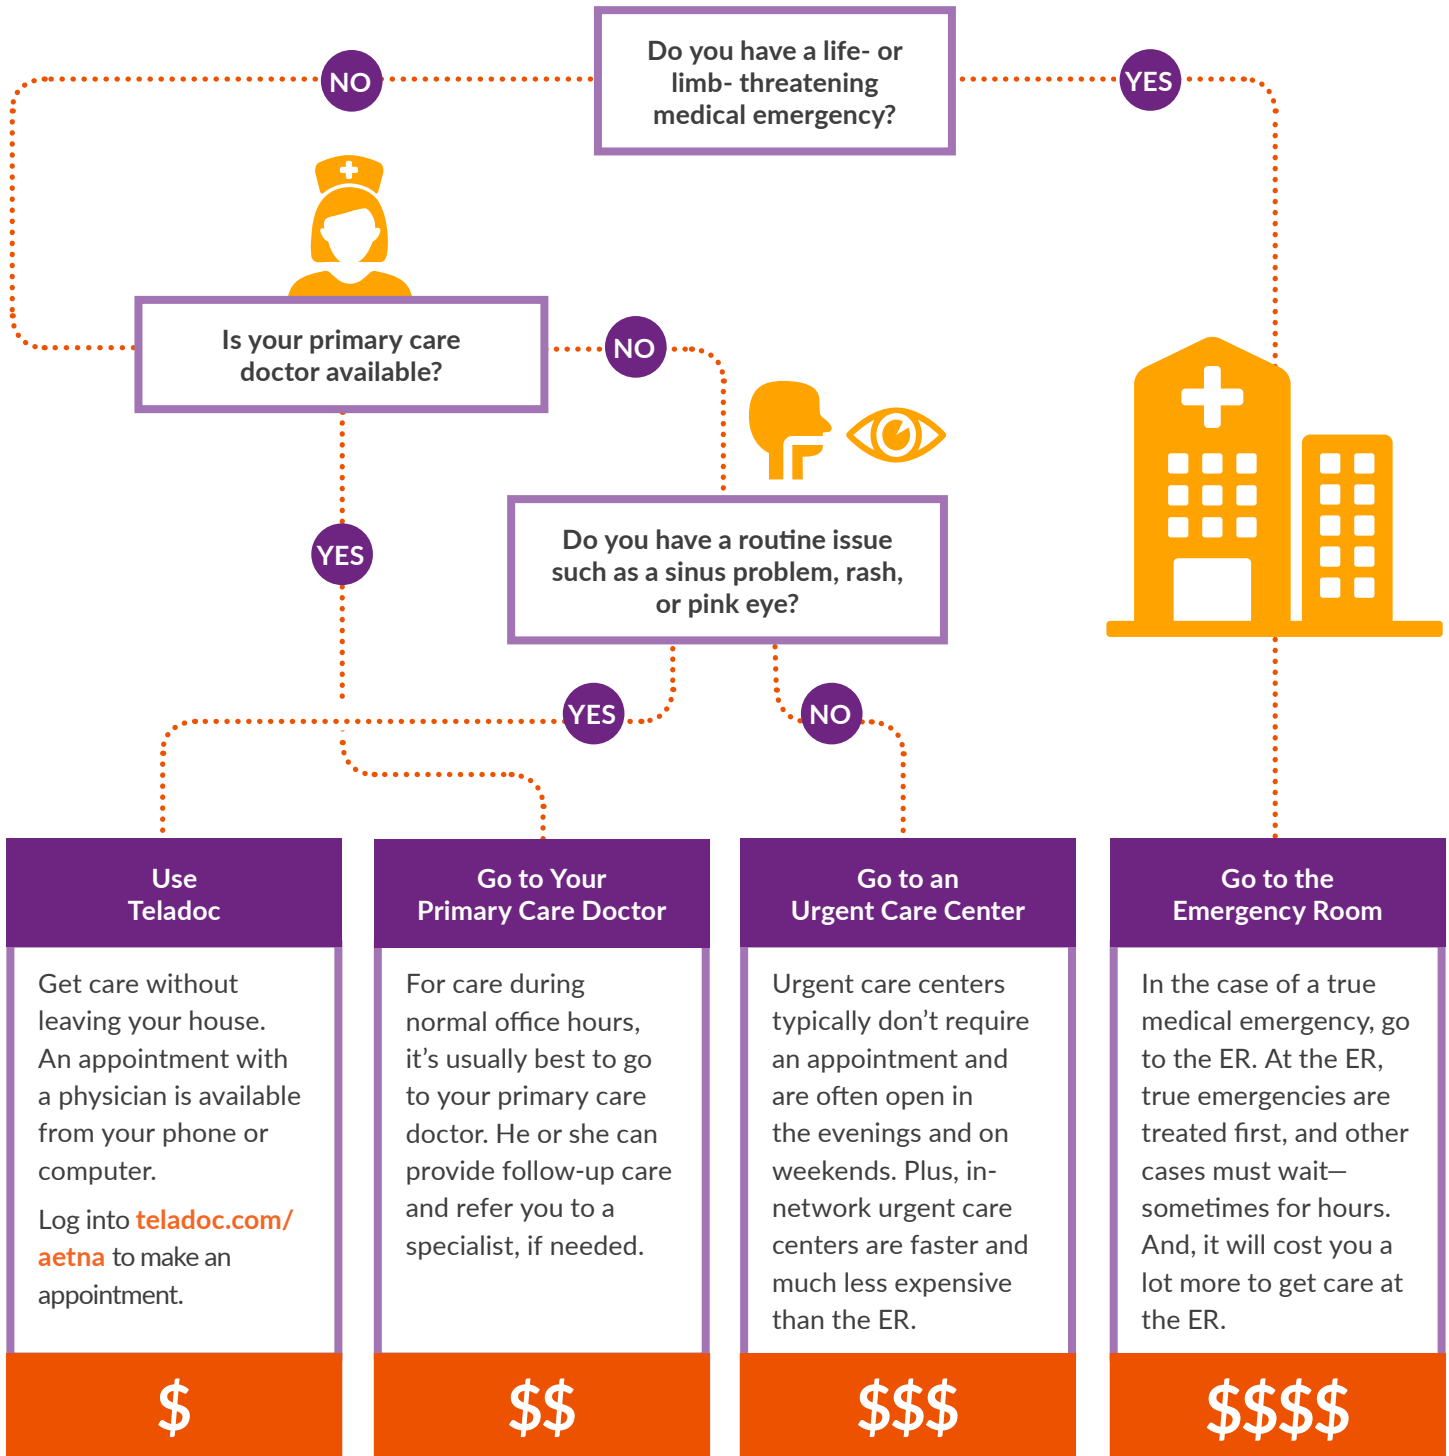 Do you have a life- or
limb- threatening
medical emergency?
NO
YES
Is your primary care
doctor available?
NO
YES
Do you have a routine issue
such as a sinus problem, rash,
or pink eye?
YES
NO
Use
Teladoc
Get care without
leaving your house.
An appointment with
a physician is available
from your phone or
computer.
Log into teladoc.com/
aetna to make an
appointment.
$
Go to Your
Primary Care Doctor
For care during
normal office hours,
it’s usually best to go
to your primary care
doctor. He or she can
provide follow-up care
and refer you to a
specialist, if needed.
$$
Go to an
Urgent Care Center
Urgent care centers
typically don’t require
an appointment and
are often open in
the evenings and on
weekends. Plus, in-
network urgent care
centers are faster and
much less expensive
than the ER.
$$$
Go to the
Emergency Room
In the case of a true
medical emergency, go
to the ER. At the ER,
true emergencies are
treated first, and other
cases must wait—
sometimes for hours.
And, it will cost you a
lot more to get care at
the ER.
$$$$